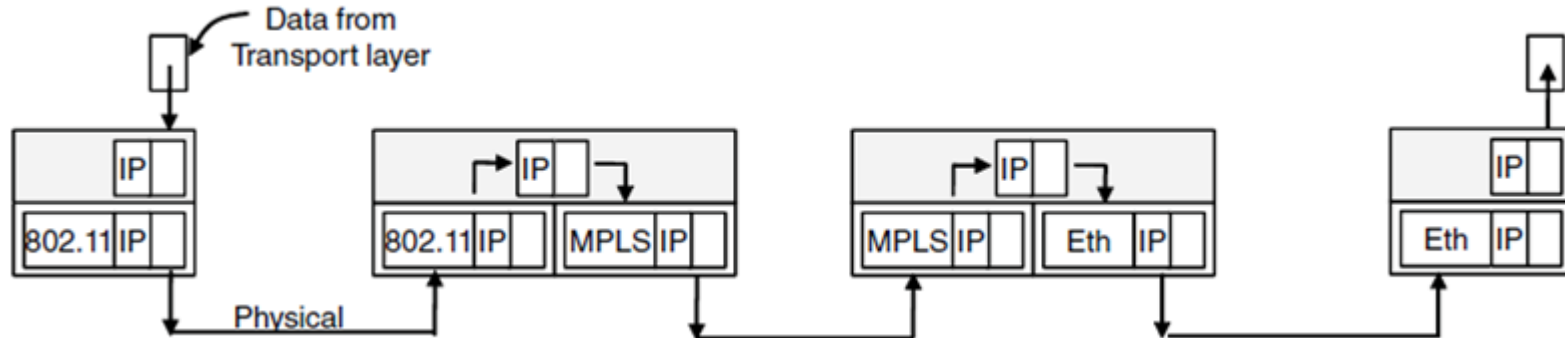 Data from
Transport layer
IP
IP
IP
IP
802.11 IP
802.11 IP
MPLS IP
MPLS IP
Eth IP
Eth IP
Physical